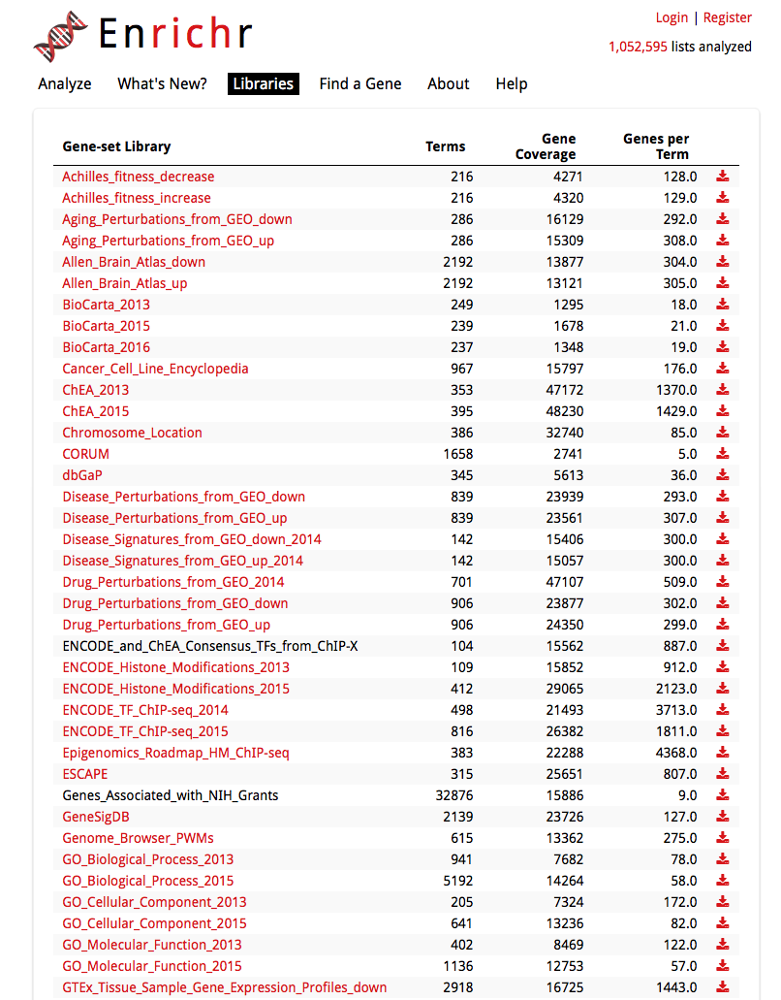 Enrichr
Login | Register
1,052,595 lists analyzed
Analyze What's New? Libraries Find a Gene About Help
Gene-set Library Terms Gene Coverage Genes per Term
Achilles_fitness_decrease 216 4271 128.0
Achilles_fitness_increase 216 4320 129.0
Aging_Perturbations_from_GEO_down 286 16129 292.0
Aging_Perturbations_from_GEO_up 286 15309 308.0
Allen_Brain_Atlas_down 2192 13877 304.0
Allen_Brain_Atlas_up 2192 13121 305.0
BioCarta_2013 249 1295 18.0
BioCarta_2015 239 1678 21.0
BioCarta_2016 237 1348 19.0
Cancer_Cell_Line_Encyclopedia 967 15797 176.0
ChEA_2013 353 47172 1370.0
ChEA_2015 395 48230 1429.0
Chromosome_Location 386 32740 85.0
CORUM 1658 2741 5.0
dbGaP 345 5613 36.0
Disease_Perturbations_from_GEO_down 839 23939 293.0
Disease_Perturbations_from_GEO_up 839 23561 307.0
Disease_Signatures_from_GEO_down_2014 142 15406 300.0
Disease_Signatures_from_GEO_up_2014 142 15057 300.0
Drug_Perturbations_from_GEO_2014 701 47107 509.0
Drug_Perturbations_from_GEO_down 906 23877 302.0
Drug_Perturbations_from_GEO_up 906 24350 299.0
ENCODE_and_ChEA_Consensus_TFs_from_ChIP-X 104 15562 887.0
ENCODE_Histone_Modifications_2013 109 15852 912.0
ENCODE_Histone_Modifications_2015 412 29065 2123.0
ENCODE_TF_ChIP-seq_2014 498 21493 3713.0
ENCODE_TF_ChIP-seq_2015 816 26382 1811.0
Epigenomics_Roadmap_HM_ChIP-seq 383 22288 4368.0
ESCAPE 315 25651 807.0
Genes_Associated_with_NIH_Grants 32876 15886 9.0
GeneSigDB 2139 23726 127.0
Genome_Browser_PWMs 615 13362 275.0
GO_Biological_Process_2013 941 7682 78.0
GO_Biological_Process_2015 5192 14264 58.0
GO_Cellular_Component_2013 205 7324 172.0
GO_Cellular_Component_2015 641 13236 82.0
GO_Molecular_Function_2013 402 8469 122.0
GO_Molecular_Function_2015 1136 12753 57.0
GTEx_Tissue_Sample_Gene_Expression_Profiles_down 2918 16725 1443.0